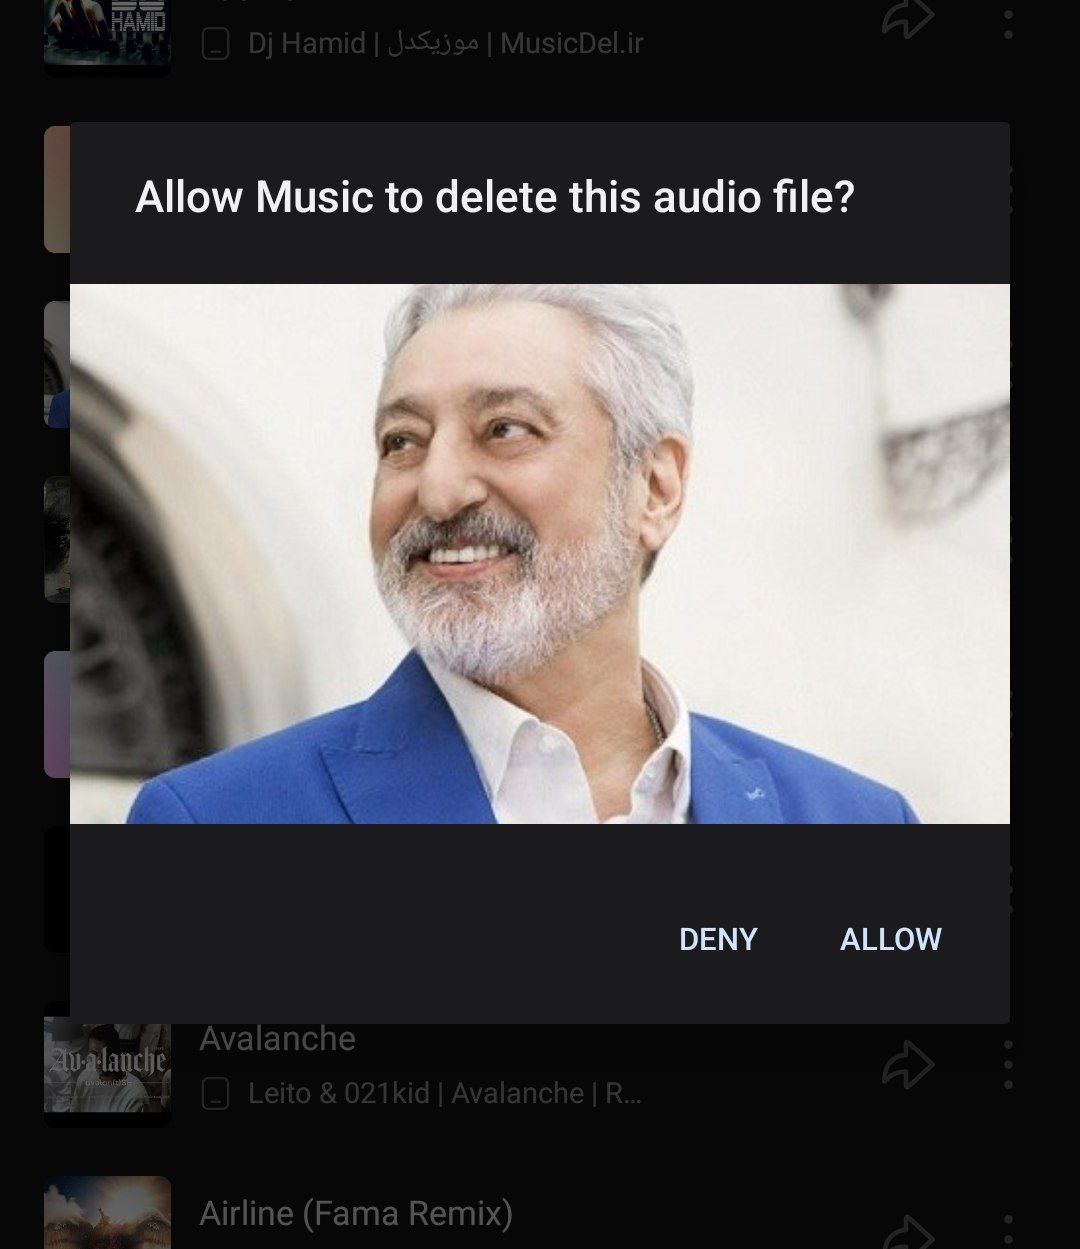 HAMID
Dj Hamid | موزیکدل | MusicDel.ir
Allow Music to delete this audio file?
DENY ALLOW
Avalanche
Av·a·lanche
Leito & 021kid | Avalanche | R...
Airline (Fama Remix)